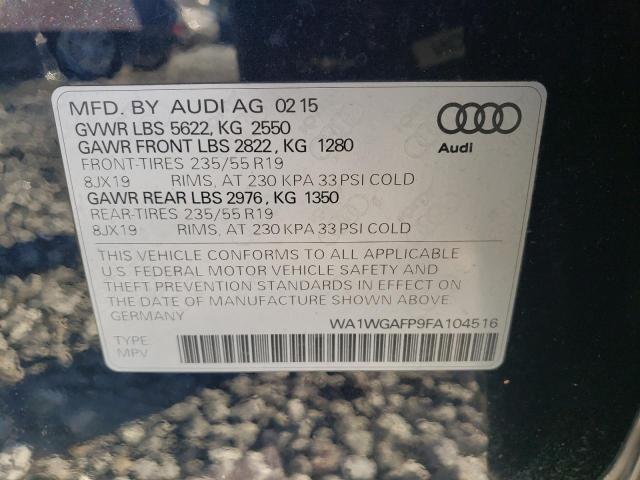 MFD. BY AUDI AG 02 15
GVWR LBS 5622, KG 2550
GAWR FRONT LBS 2822, KG 1280
FRONT-TIRES 235/55 R19
8JX19 RIMS, AT 230 KPA 33 PSI COLD
GAWR REAR LBS 2976, KG 1350
REAR-TIRES 235/55 R19
8JX19 RIMS, AT 230 KPA 33 PSI COLD
Audi
THIS VEHICLE CONFORMS TO ALL APPLICABLE
U.S. FEDERAL MOTOR VEHICLE SAFETY AND
THEFT PREVENTION STANDARDS IN EFFECT ON
THE DATE OF MANUFACTURE SHOWN ABOVE
GERMANY
WA1WGAFP9FA104516
TYPE:
MPV